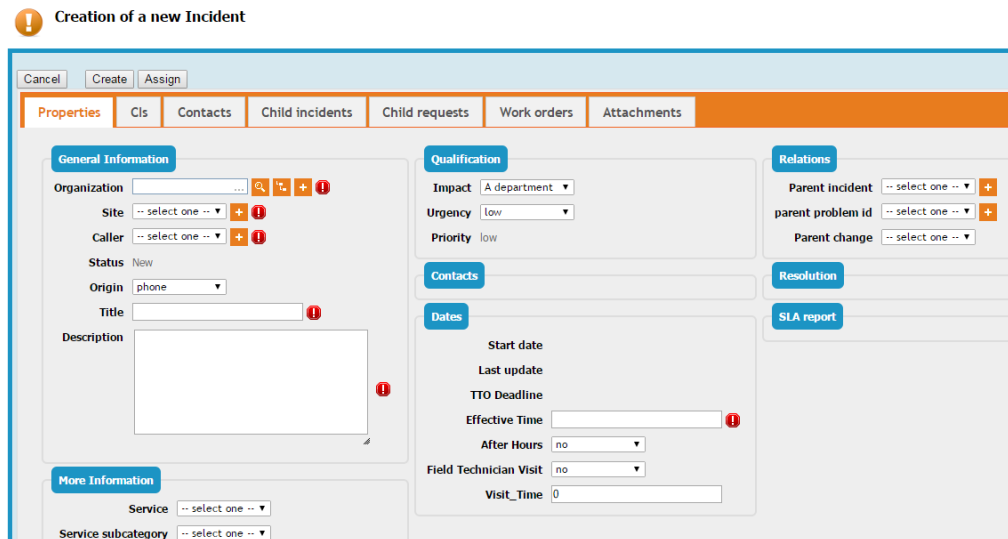 Creation of a new Incident
Cancel Create Assign
Properties CIs Contacts Child incidents Child requests Work orders Attachments
General Information
Organization ...
Site -- select one --
Caller -- select one --
Status New
Origin phone
Title
Description
More Information
Service -- select one --
Service subcategory -- select one --
Qualification
Impact A department
Urgency low
Priority low
Contacts
Dates
Start date
Last update
TTO Deadline
Effective Time
After Hours no
Field Technician Visit no
Visit_Time 0
Relations
Parent incident -- select one --
parent problem id -- select one --
Parent change -- select one --
Resolution
SLA report